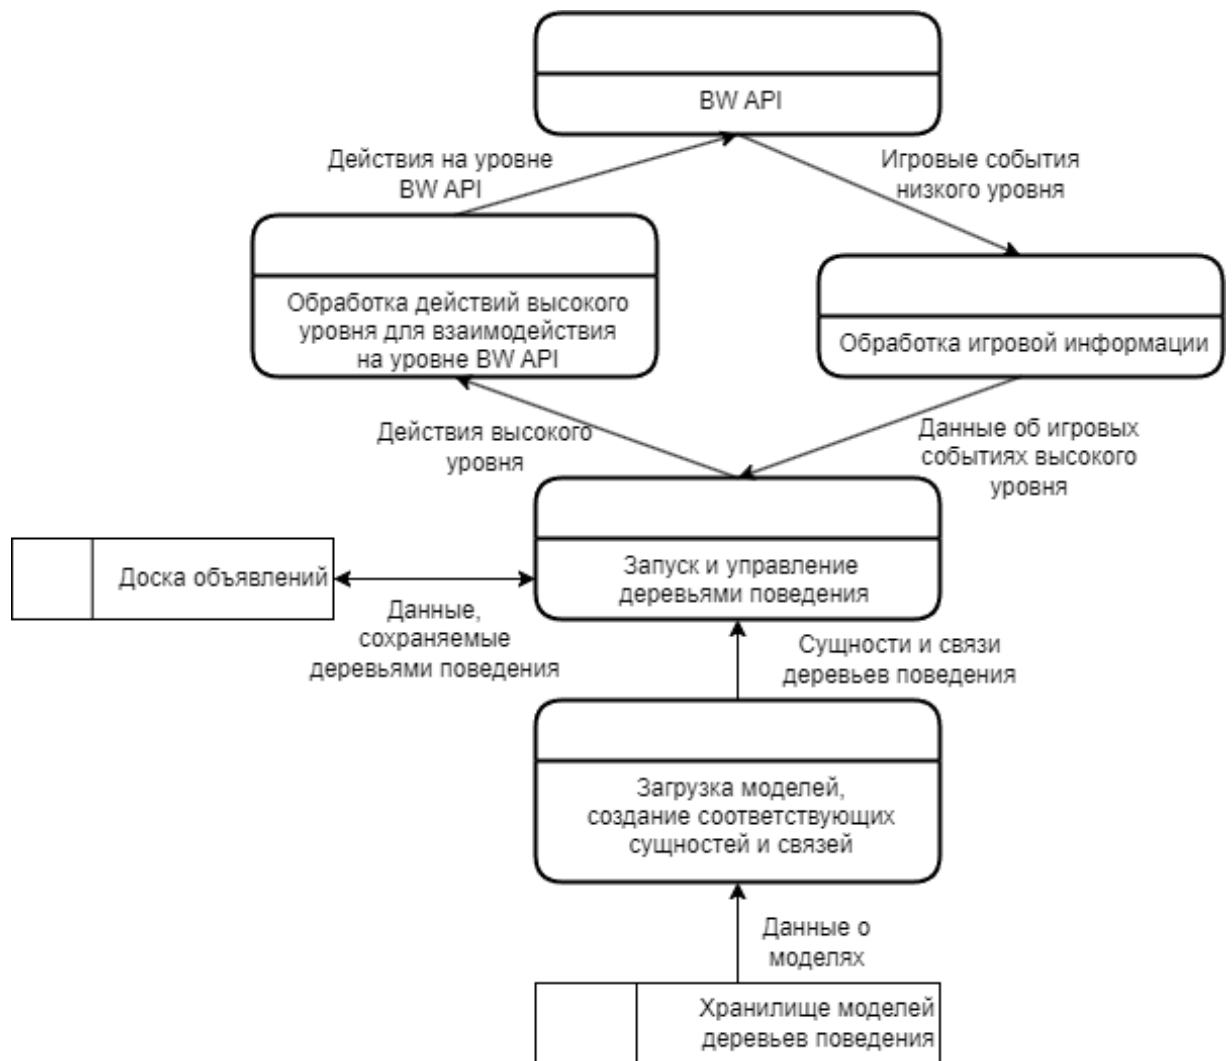 BW API
Действия на уровне
BW API
Игровые события
низкого уровня
Обработка действий высокого
уровня для взаимодействия
на уровне BW API
Обработка игровой информации
Действия высокого
уровня
Данные об игровых
событиях высокого
уровня
Доска объявлений
Запуск и управление
деревьями поведения
Данные,
сохраняемые
деревьями поведения
Сущности и связи
деревьев поведения
Загрузка моделей,
создание соответствующих
сущностей и связей
Данные о
моделях
Хранилище моделей
деревьев поведения